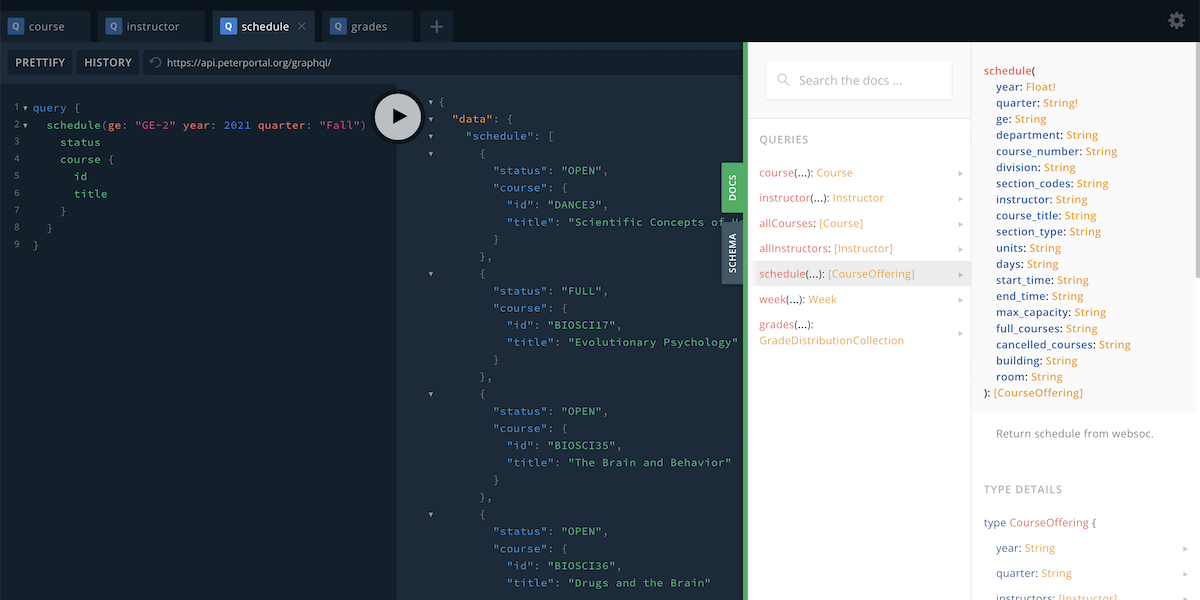 Q course
Q instructor
Q schedule ×
Q grades
+
PRETTIFY
HISTORY
https://api.peterportal.org/graphql/
1 query {
2 schedule(ge: "GE-2" year: 2021 quarter: "Fall")
3 status
4 course {
5 id
6 title
7 }
8 }
9 }
{
"data": {
"schedule": [
{
"status": "OPEN",
"course": {
"id": "DANCE3",
"title": "Scientific Concepts of
}
},
{
"status": "FULL",
"course": {
"id": "BIOSCI17",
"title": "Evolutionary Psychology"
}
},
{
"status": "OPEN",
"course": {
"id": "BIOSCI35",
"title": "The Brain and Behavior"
}
},
{
"status": "OPEN",
"course": {
"id": "BIOSCI36",
"title": "Drugs and the Brain"
DOCS
SCHEMA
Search the docs ...
QUERIES
course(...): Course
instructor(...): Instructor
allCourses: [Course]
allInstructors: [Instructor]
schedule(...): [CourseOffering]
week(...): Week
grades(...):
GradeDistributionCollection
schedule(
year: Float!
quarter: String!
ge: String
department: String
course_number: String
division: String
section_codes: String
instructor: String
course_title: String
section_type: String
units: String
days: String
start_time: String
end_time: String
max_capacity: String
full_courses: String
cancelled_courses: String
building: String
room: String
): [CourseOffering]
Return schedule from websoc.
TYPE DETAILS
type CourseOffering {
year: String
quarter: String
instructors: [Instructor]